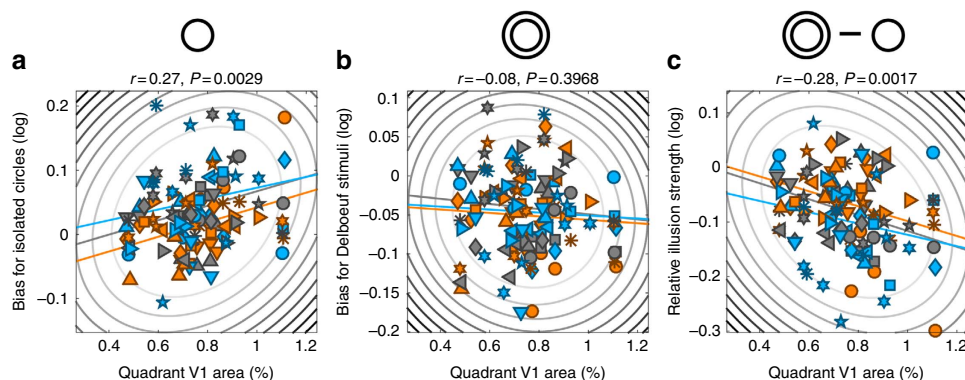 a
r=0.27, P=0.0029
Bias for isolated circles (log)
0.2
0.1
0
−0.1
0.4 0.6 0.8 1 1.2
Quadrant V1 area (%)
b
r=−0.08, P=0.3968
Bias for Delboeuf stimuli (log)
0.1
0.05
0
−0.05
−0.1
−0.15
−0.2
0.4 0.6 0.8 1 1.2
Quadrant V1 area (%)
c
r=−0.28, P=0.0017
Relative illusion strength (log)
0.1
0
−0.1
−0.2
−0.3
0.4 0.6 0.8 1 1.2
Quadrant V1 area (%)